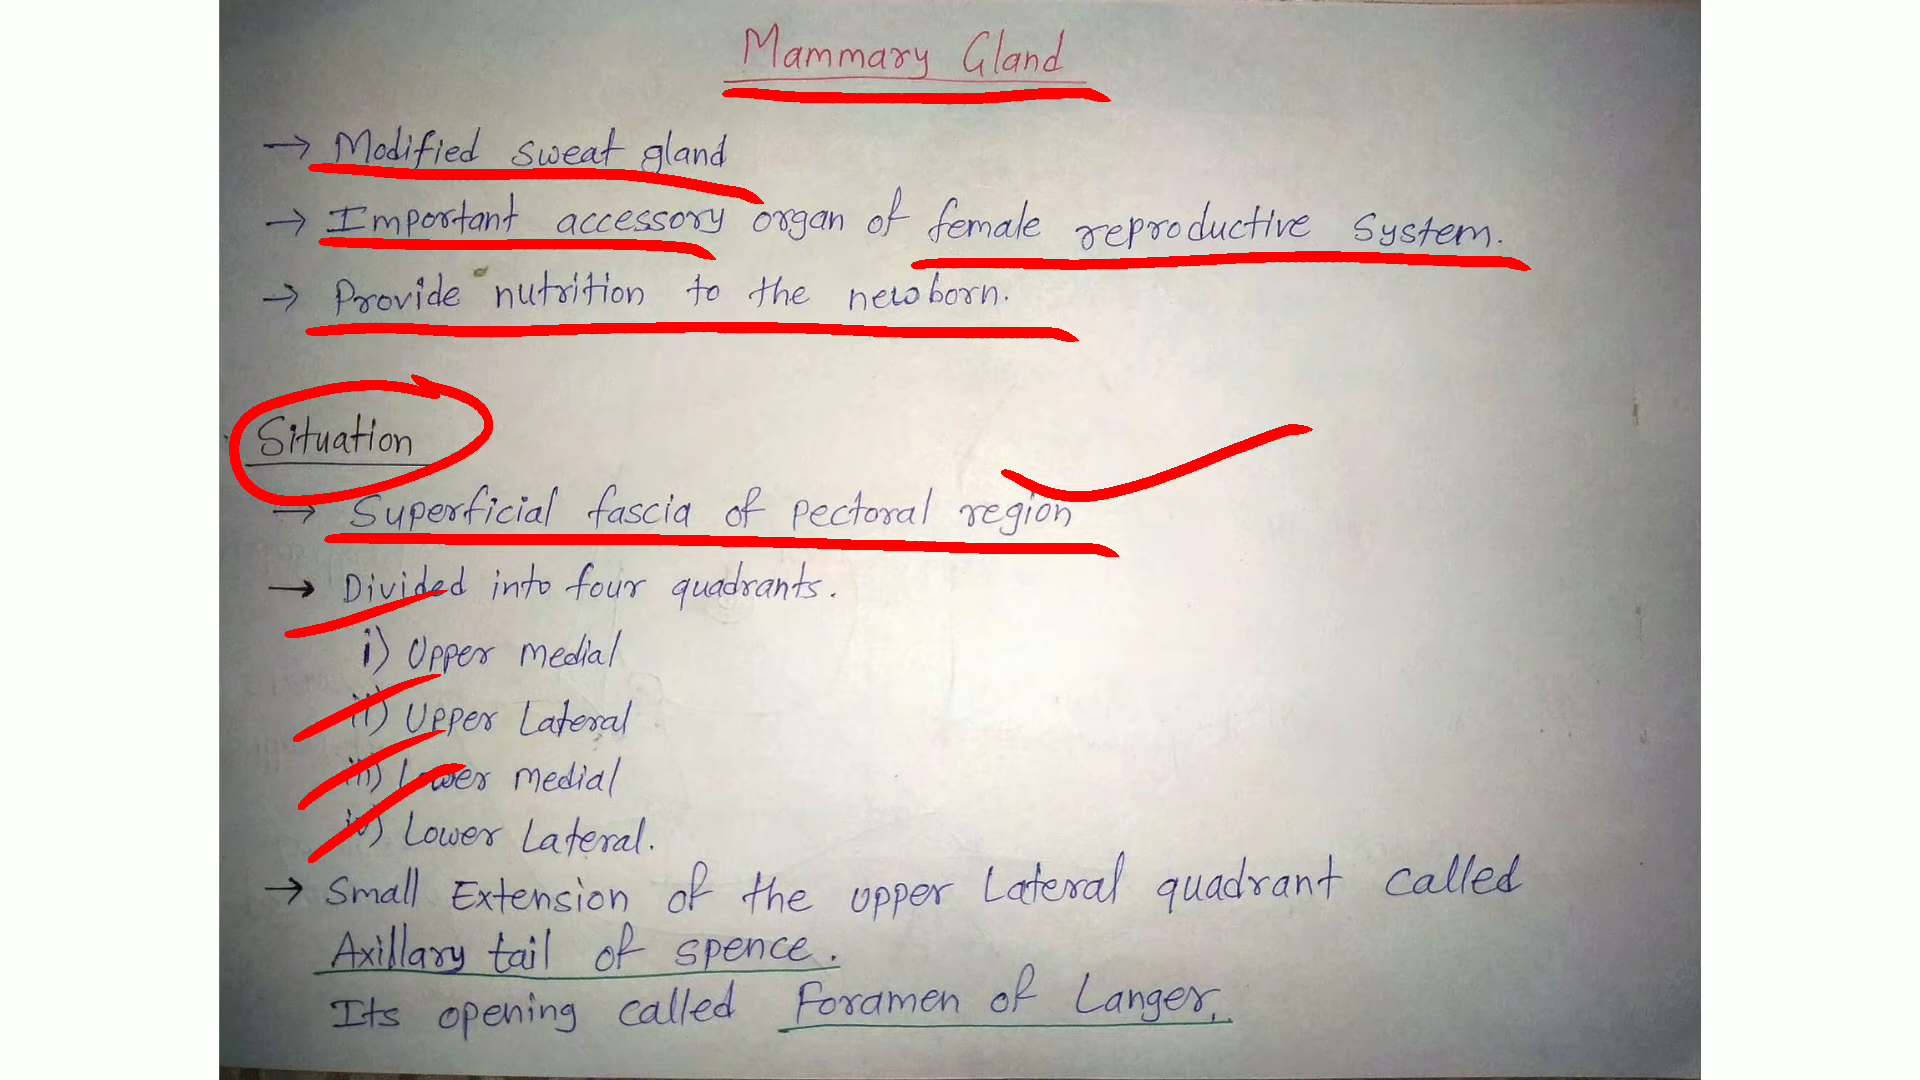 Mammary Gland
→ Modified sweat gland
→ Important accessory organ of female reproductive System.
→ Provide nutrition to the newborn.
Situation
→ Superficial fascia of pectoral region
→ Divided into four quadrants.
i) Upper medial
ii) Upper Lateral
iii) Lower medial
iv) Lower Lateral.
→ Small Extension of the upper Lateral quadrant called
Axillary tail of spence.
Its opening called Foramen of Langer.